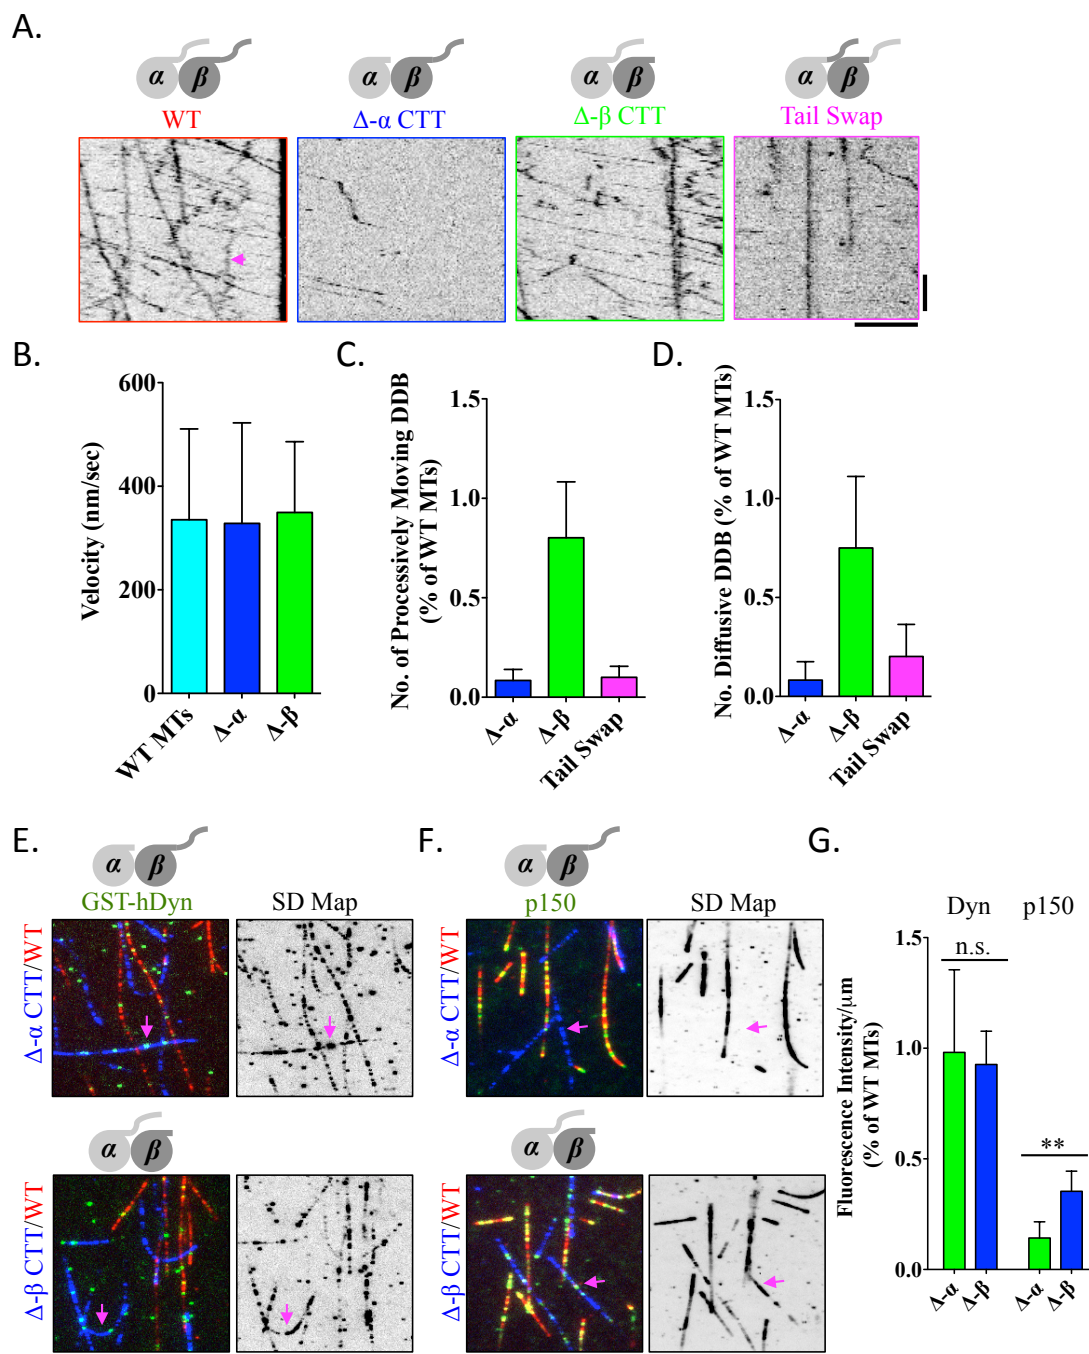 A.
α β α β α β α β
WT Δ-α CTT Δ-β CTT Tail Swap
B. C. D.
Velocity (nm/sec)
600
400
200
0
WT MTs Δ-α Δ-β
No. of Processively Moving DDB
(% of WT MTs)
1.5
1.0
0.5
0.0
Δ-α Δ-β Tail Swap
No. Diffusive DDB (% of WT MTs)
1.5
1.0
0.5
0.0
Δ-α Δ-β Tail Swap
E. F. G.
α β α β
GST-hDyn SD Map p150 SD Map
Δ-α CTT/WT Δ-α CTT/WT
α β α β
Δ-β CTT/WT Δ-β CTT/WT
Dyn p150
Fluorescence Intensity/μm
(% of WT MTs)
1.5
1.0
0.5
0.0
n.s.
**
Δ-α Δ-β Δ-α Δ-β